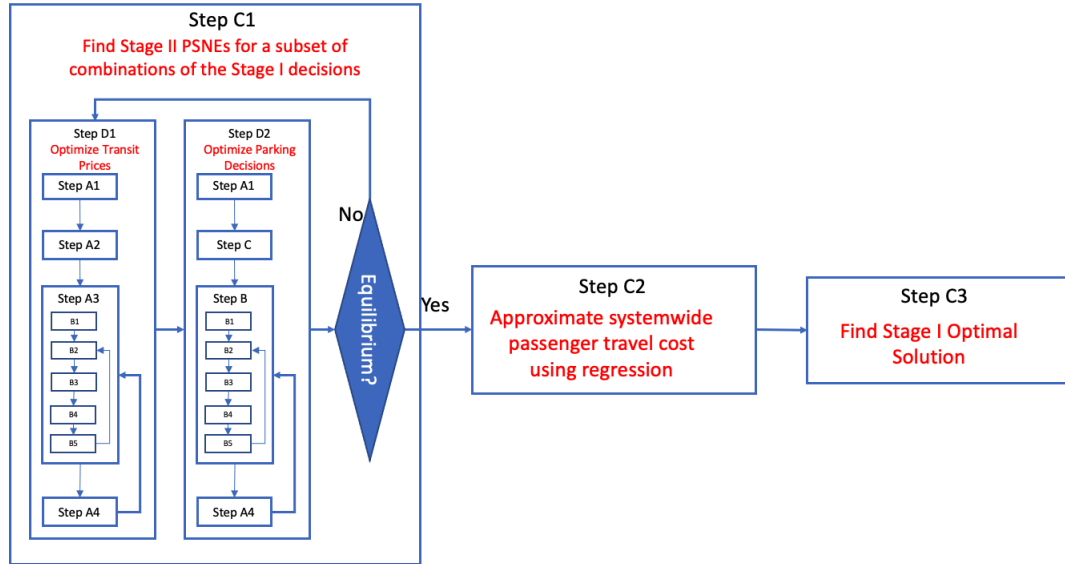 Step C1
Find Stage II PSNEs for a subset of
combinations of the Stage I decisions
Step D1
Optimize Transit
Prices
Step A1
Step A2
Step A3
B1
B2
B3
B4
B5
Step A4
Step D2
Optimize Parking
Decisions
Step A1
Step C
Step B
B1
B2
B3
B4
B5
Step A4
No
Equilibrium?
Yes
Step C2
Approximate systemwide
passenger travel cost
using regression
Step C3
Find Stage I Optimal
Solution